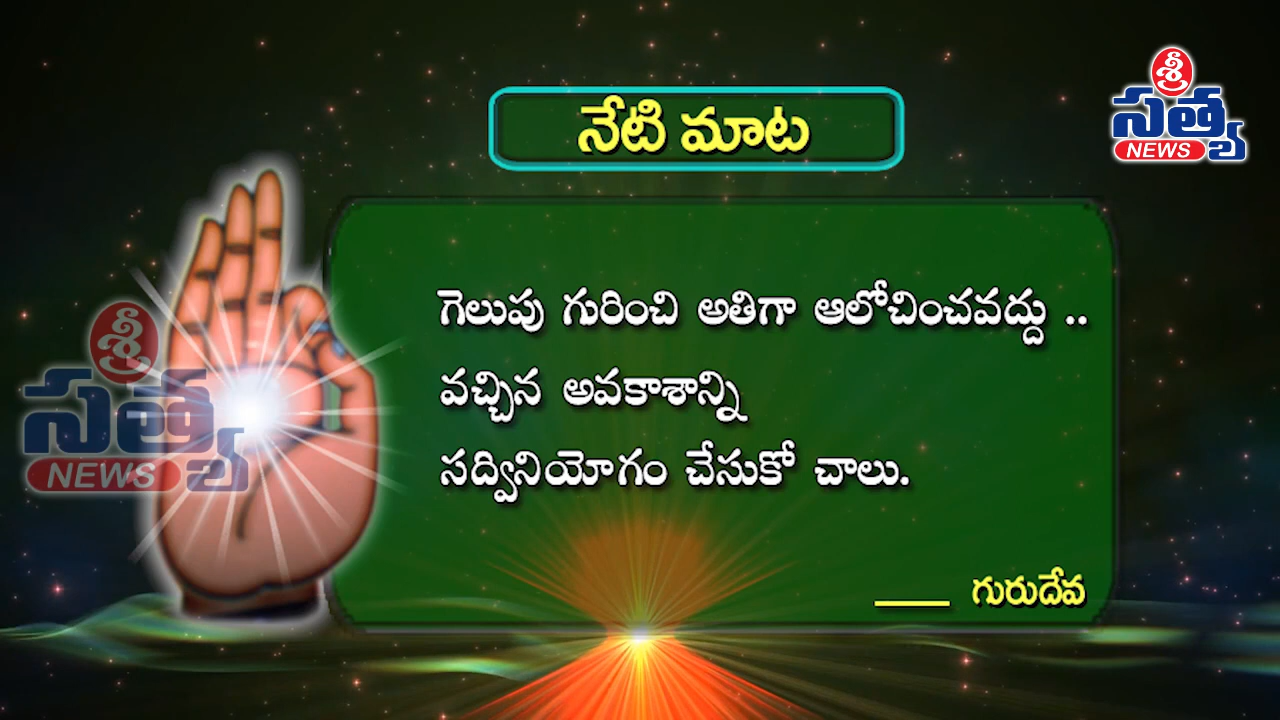 నేటి మాట
శ్రీ
సత్య
NEWS
గెలుపు గురించి అతిగా ఆలోచించవద్దు ..
వచ్చిన అవకాశాన్ని
సద్వినియోగం చేసుకో చాలు.
___ గురుదేవ
శ్రీ
సత్య
NEWS